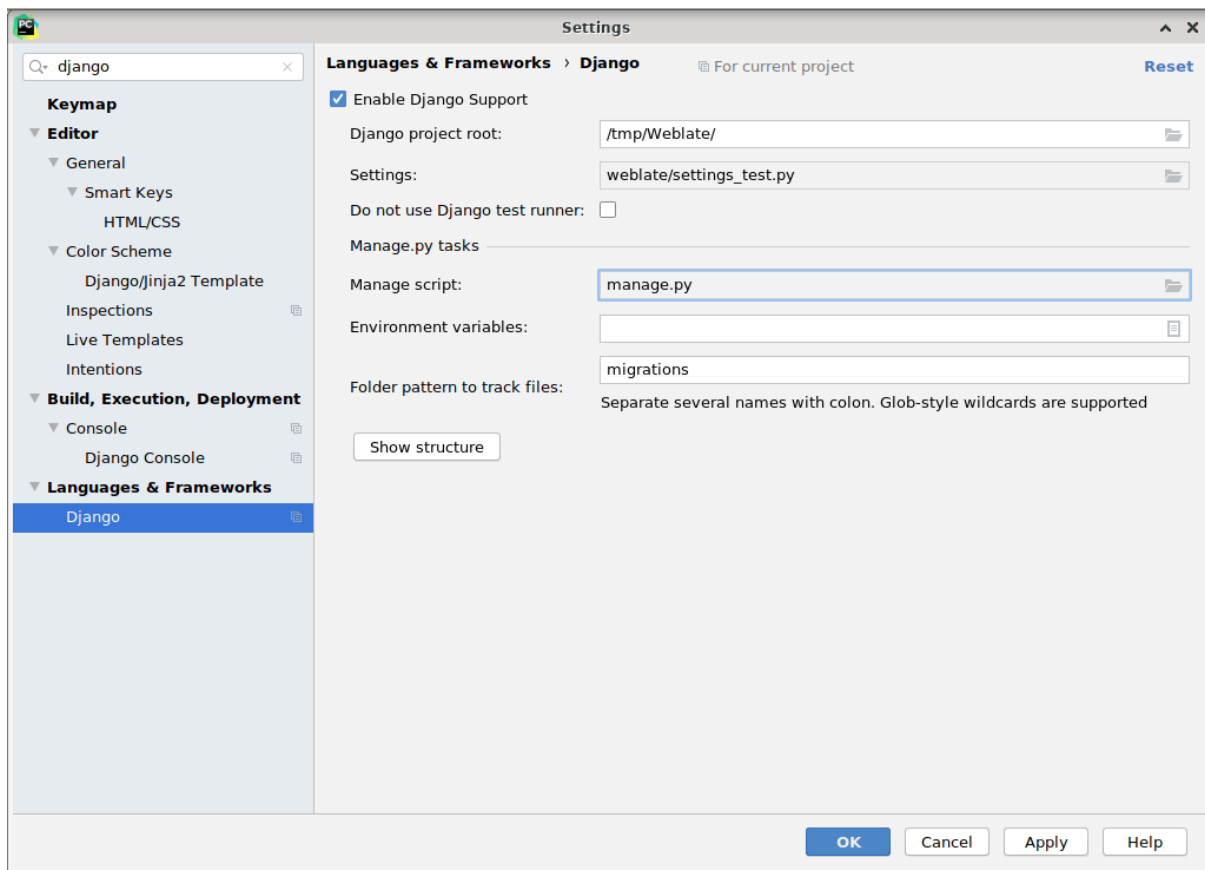 PC
Settings
django
Keymap
Editor
General
Smart Keys
HTML/CSS
Color Scheme
Django/Jinja2 Template
Inspections
Live Templates
Intentions
Build, Execution, Deployment
Console
Django Console
Languages & Frameworks
Django
Languages & Frameworks › Django For current project Reset
Enable Django Support
Django project root: /tmp/Weblate/
Settings: weblate/settings_test.py
Do not use Django test runner:
Manage.py tasks
Manage script: manage.py
Environment variables:
Folder pattern to track files: migrations
Separate several names with colon. Glob-style wildcards are supported
Show structure
OK Cancel Apply Help